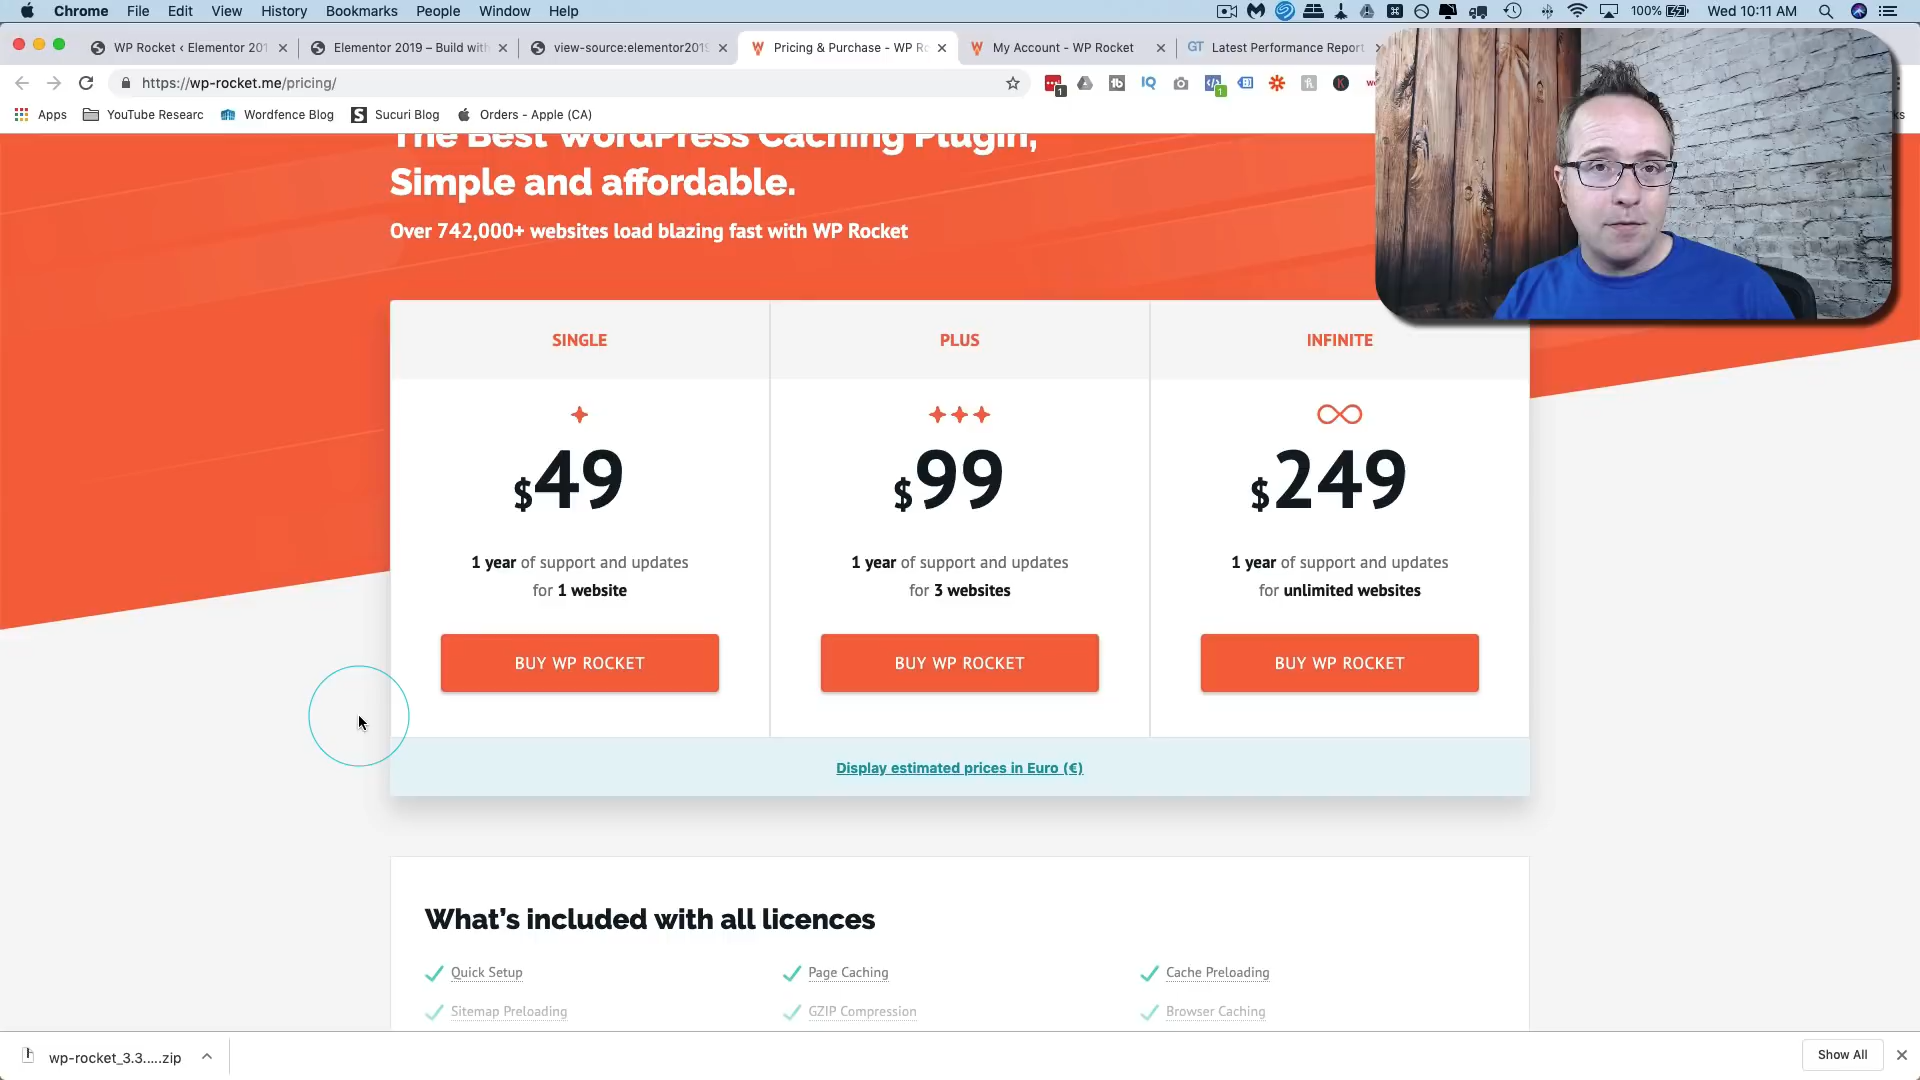 Chrome File Edit View History Bookmarks People Window Help
100% Wed 10:11 AM
WP Rocket ‹ Elementor 201
Elementor 2019 – Build with
view-source:elementor2019
Pricing & Purchase - WP Ro
My Account - WP Rocket
GT Latest Performance Report
https://wp-rocket.me/pricing/
Apps YouTube Researc Wordfence Blog Sucuri Blog Orders - Apple (CA)
The Best WordPress Caching Plugin,
Simple and affordable.
Over 742,000+ websites load blazing fast with WP Rocket
SINGLE
$49
1 year of support and updates
for 1 website
BUY WP ROCKET
PLUS
$99
1 year of support and updates
for 3 websites
BUY WP ROCKET
INFINITE
$249
1 year of support and updates
for unlimited websites
BUY WP ROCKET
Display estimated prices in Euro (€)
What's included with all licences
Quick Setup
Page Caching
Cache Preloading
Sitemap Preloading
GZIP Compression
Browser Caching
wp-rocket_3.3.....zip
Show All